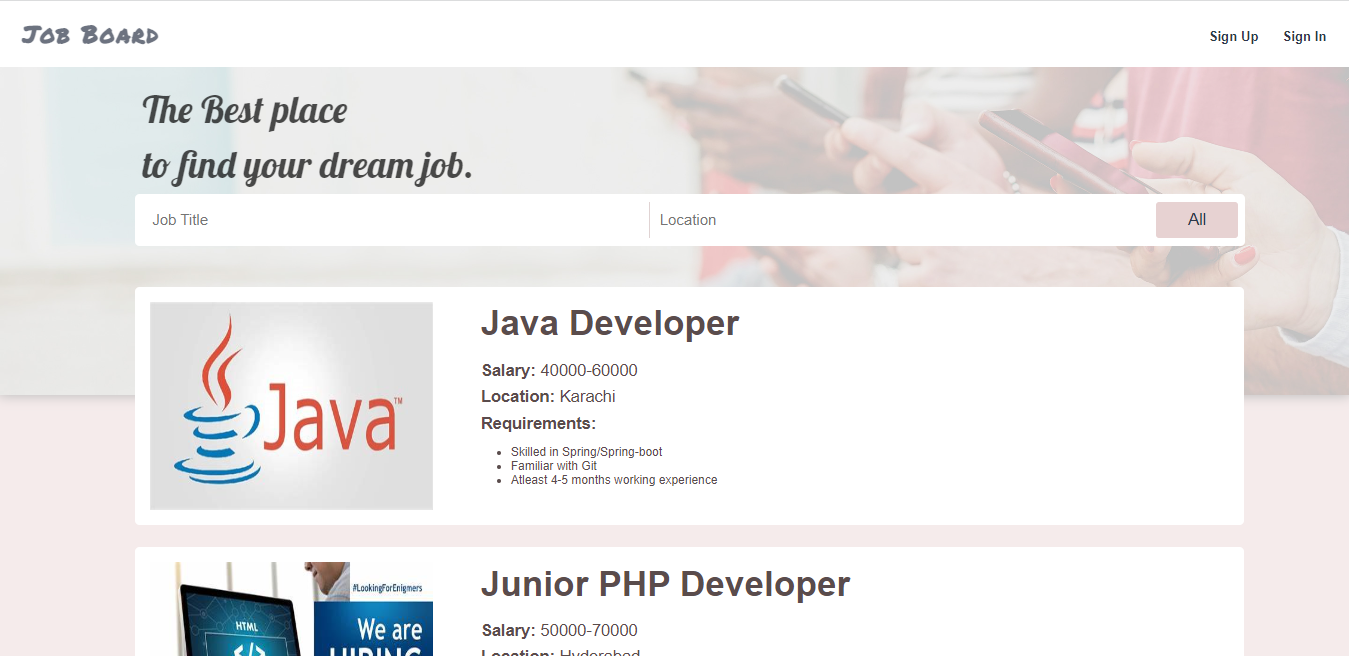 Job Board
Sign Up
Sign In
The Best place
to find your dream job.
Job Title
Location
All
Java™
Java Developer
Salary: 40000-60000
Location: Karachi
Requirements:
Skilled in Spring/Spring-boot
Familiar with Git
Atleast 4-5 months working experience
#LookingForEnigmers
HTML
</>
We are
HIRING
Junior PHP Developer
Salary: 50000-70000
Location: Hyderabad